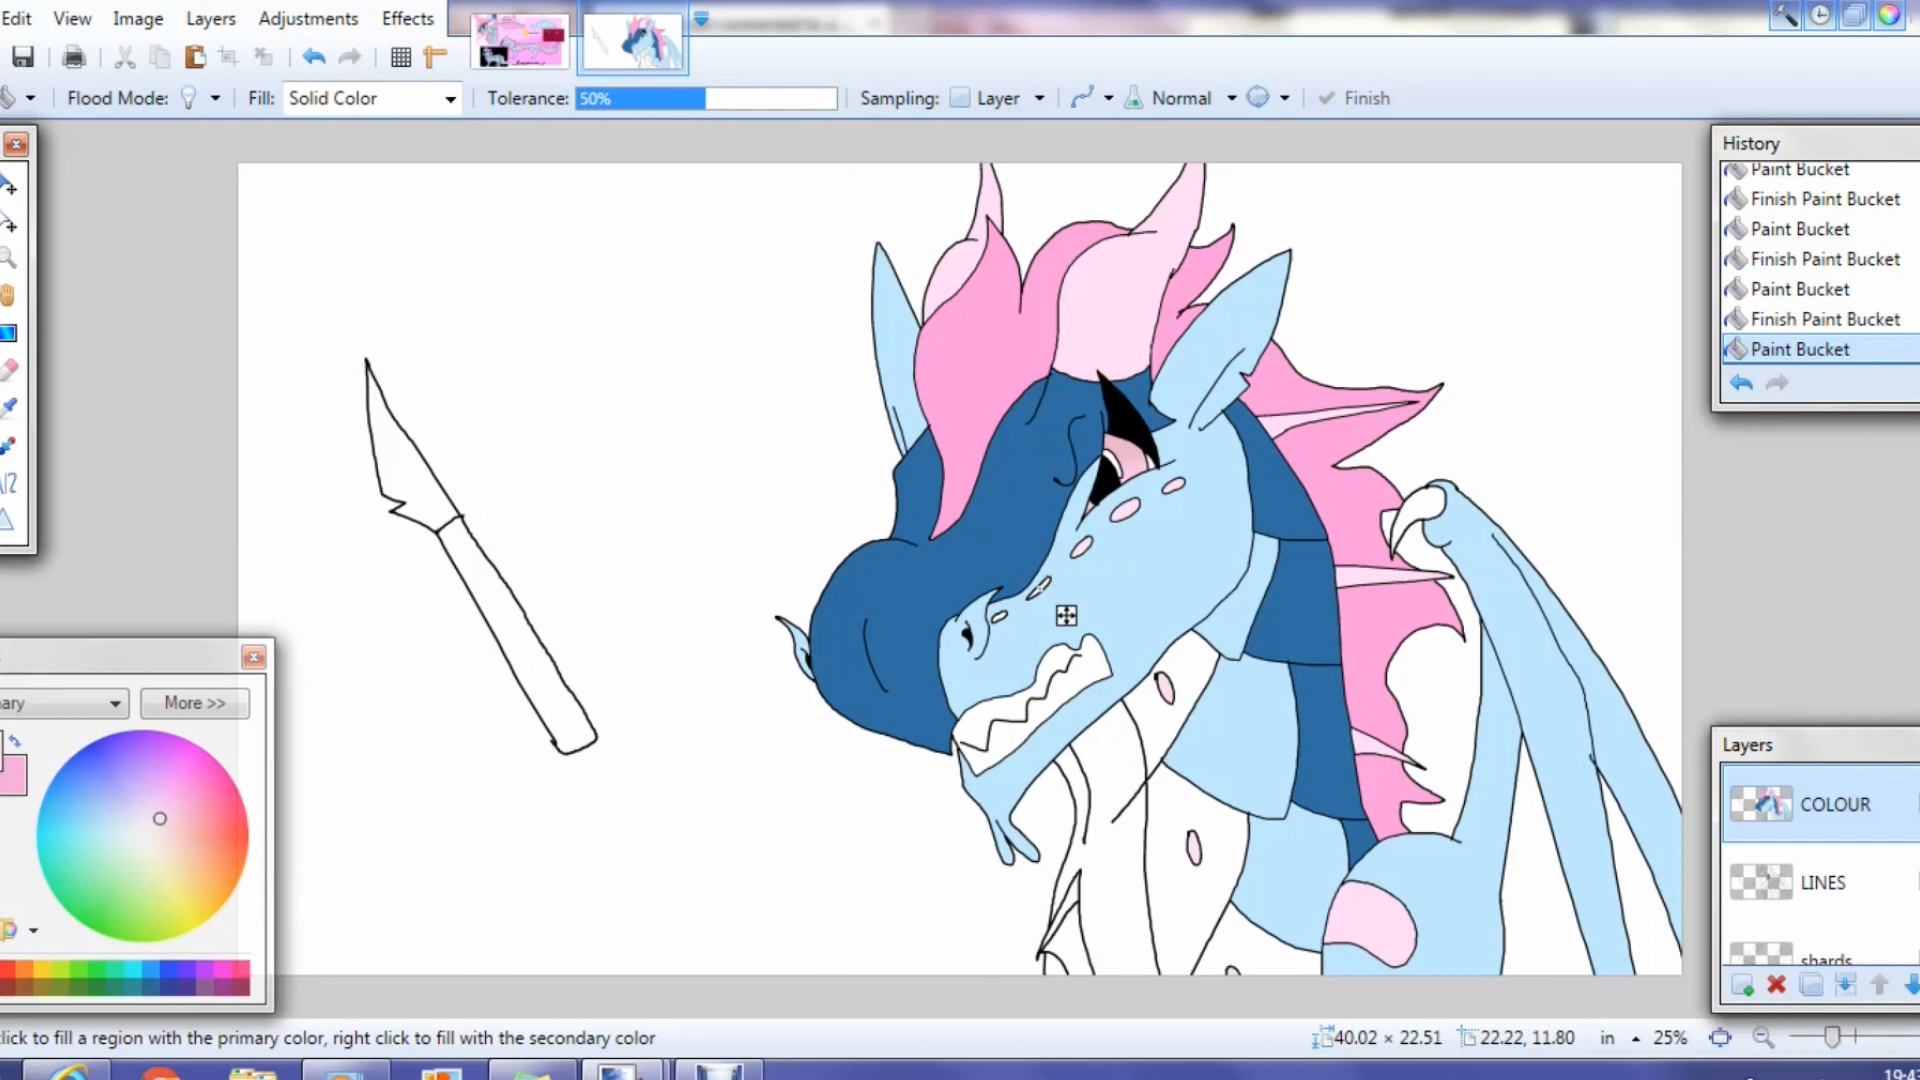 Edit View Image Layers Adjustments Effects
Flood Mode: Fill: Solid Color Tolerance: 50% Sampling: Layer Normal Finish
History
Paint Bucket
Finish Paint Bucket
Paint Bucket
Finish Paint Bucket
Paint Bucket
Finish Paint Bucket
Paint Bucket
More >>
Layers
COLOUR
LINES
shards
click to fill a region with the primary color, right click to fill with the secondary color
40.02 × 22.51 22.22, 11.80 in 25%